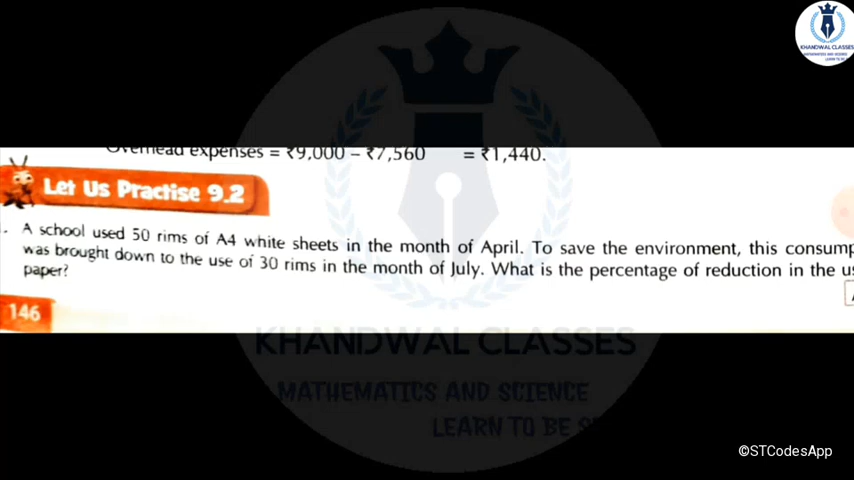 KHANDWAL CLASSES
MATHEMATICS AND SCIENCE
Overhead expenses = ₹9,000 – ₹7,560 = ₹1,440.
Let Us Practise 9.2
A school used 50 rims of A4 white sheets in the month of April. To save the environment, this consump
was brought down to the use of 30 rims in the month of July. What is the percentage of reduction in the u
paper?
146
KHANDWAL CLASSES
MATHEMATICS AND SCIENCE
LEARN TO BE
©STCodesApp